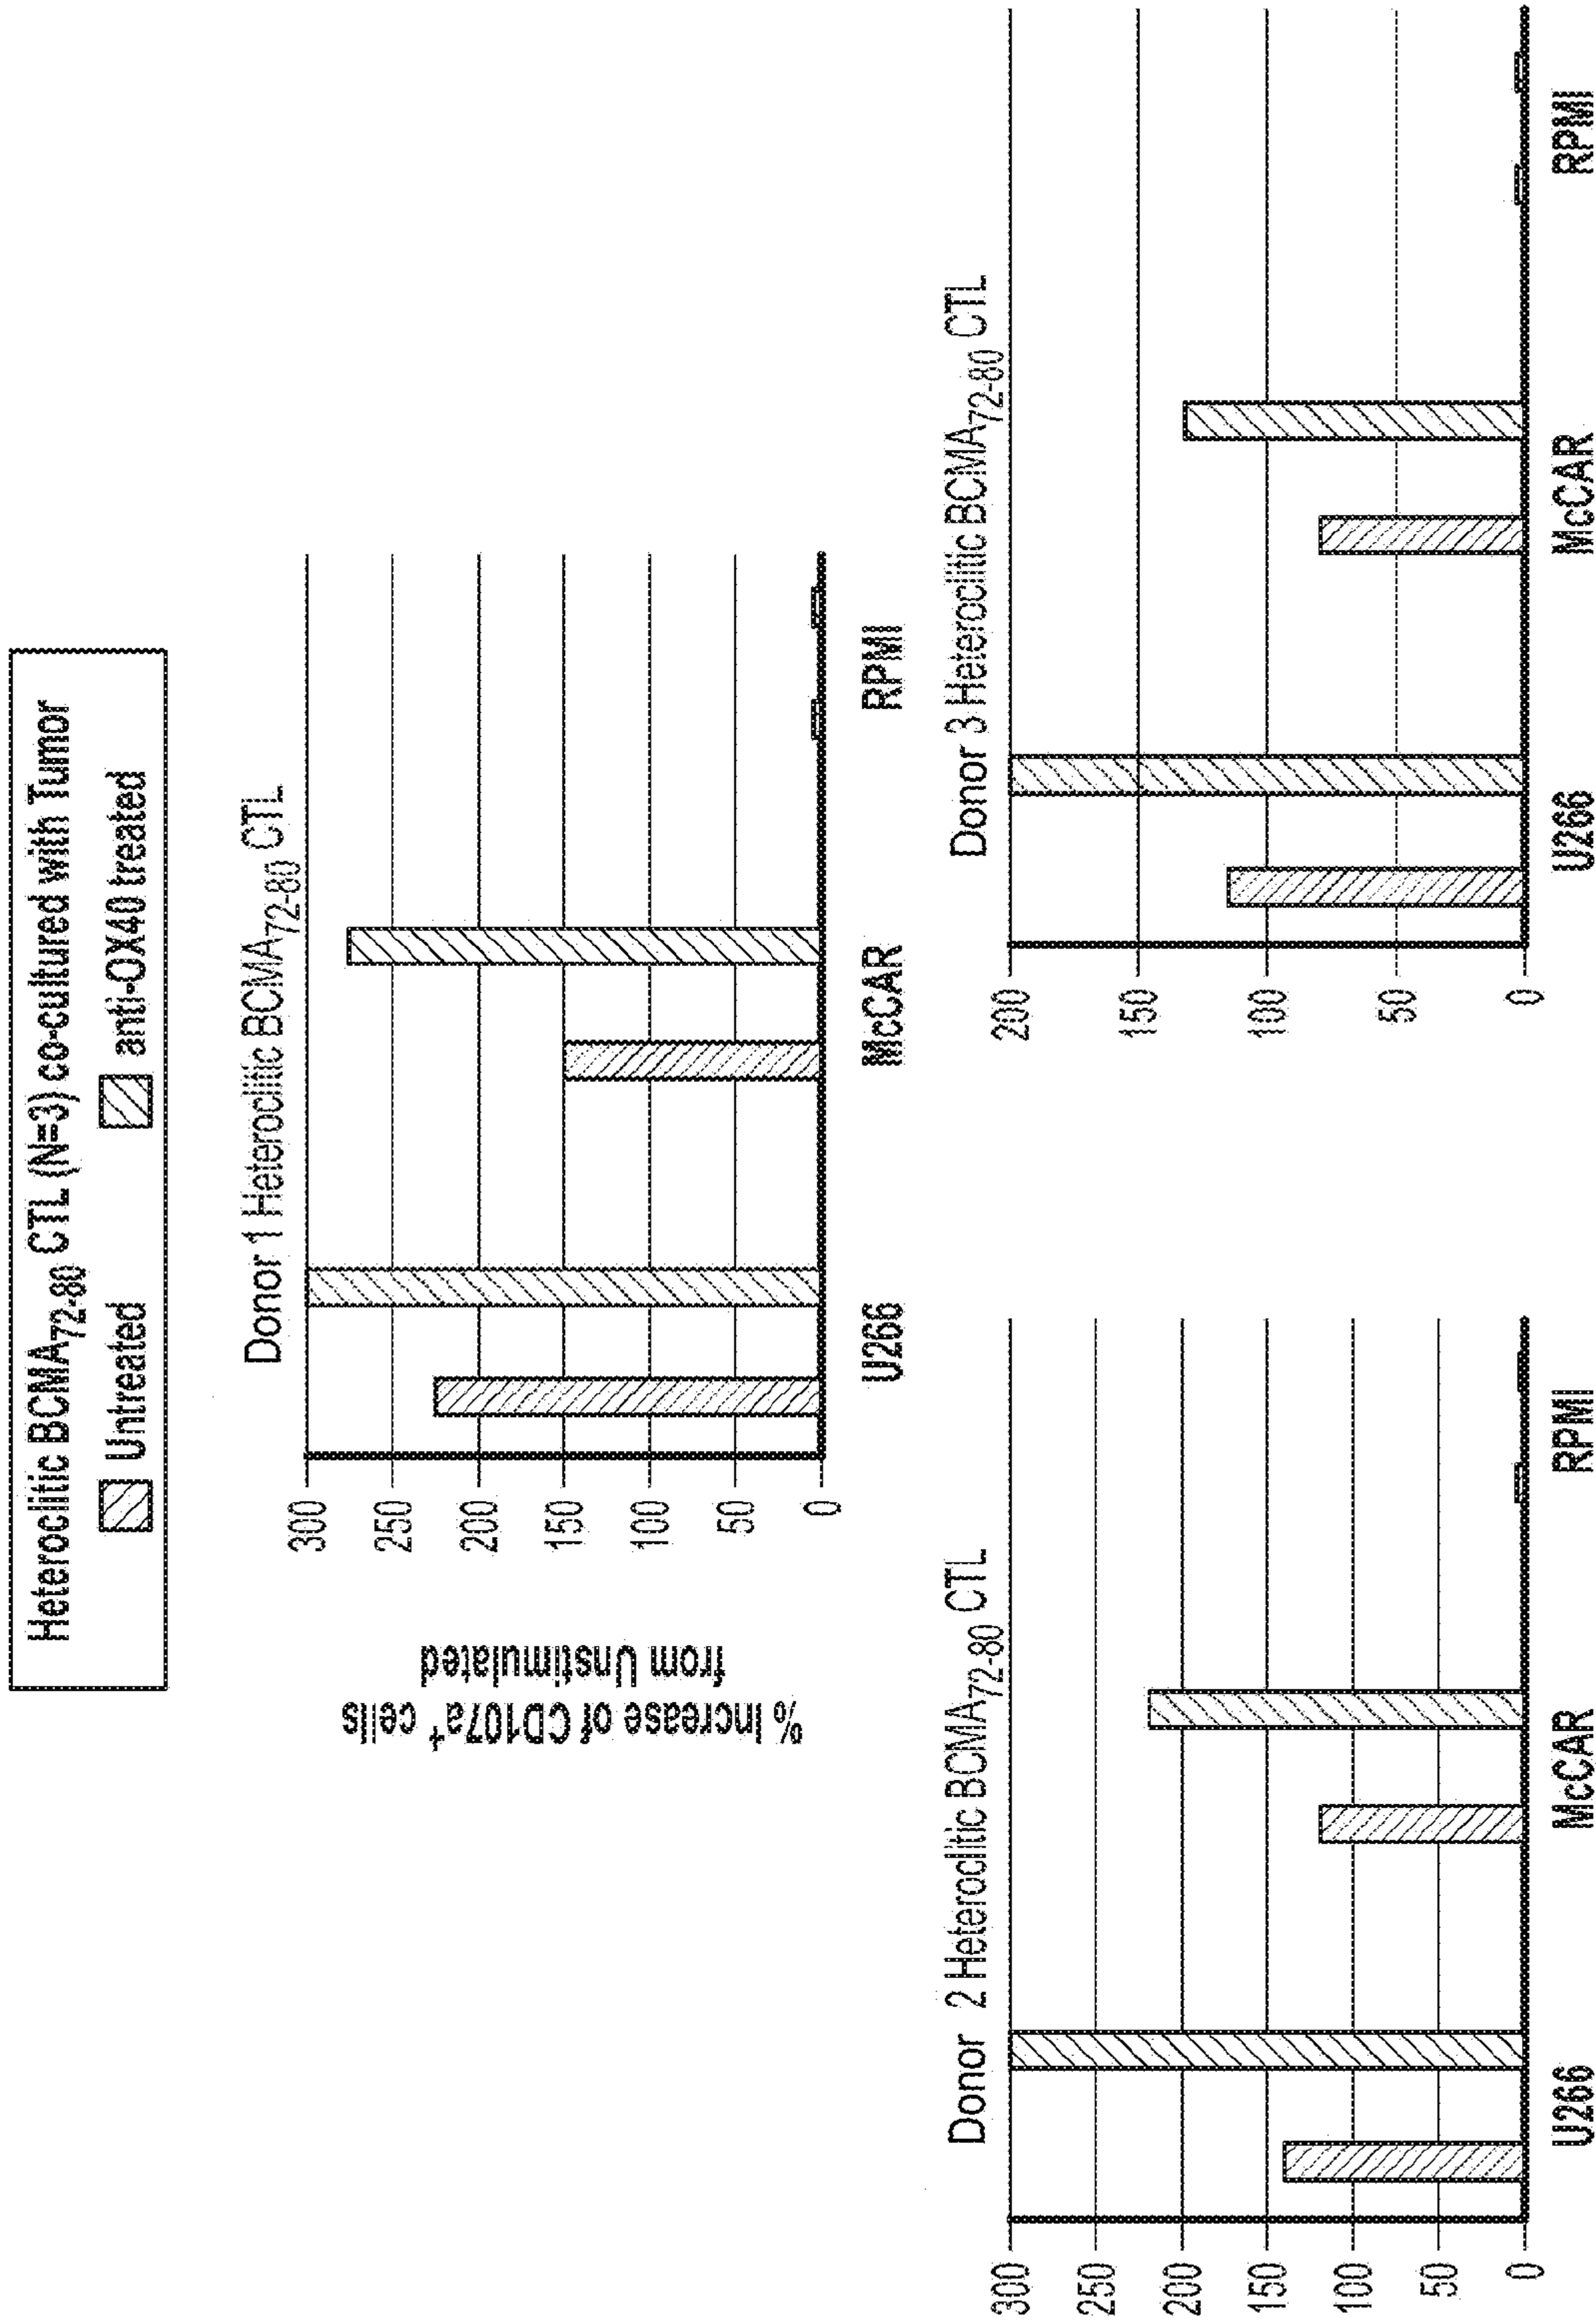 Heteroclitic BCMA72-80 CTL (N=3) co-cultured with Tumor
Untreated
anti-OX40 treated
Donor 1 Heteroclitic BCMA72-80 CTL
% Increase of CD107a+ cells
from Unstimulated
300
250
200
150
100
50
0
U266
McCAR
RPMI
Donor 2 Heteroclitic BCMA72-80 CTL
300
250
200
150
100
50
0
U266
McCAR
RPMI
Donor 3 Heteroclitic BCMA72-80 CTL
200
150
100
50
0
U266
McCAR
RPMI